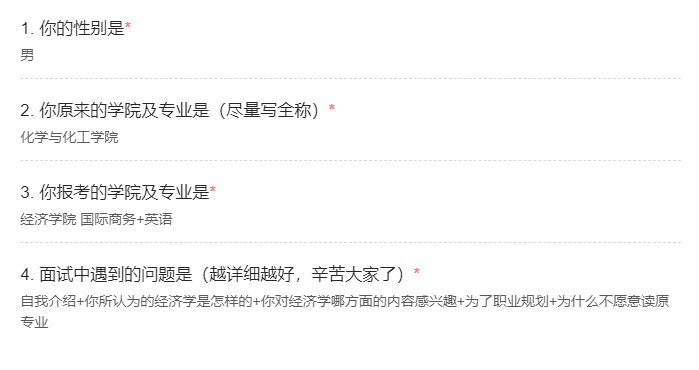 1. 你的性别是*
男
2. 你原来的学院及专业是（尽量写全称）*
化学与化工学院
3. 你报考的学院及专业是*
经济学院 国际商务+英语
4. 面试中遇到的问题是（越详细越好，辛苦大家了）*
自我介绍+你所认为的经济学是怎样的+你对经济学哪方面的内容感兴趣+为了职业规划+为什么不愿意读原
专业